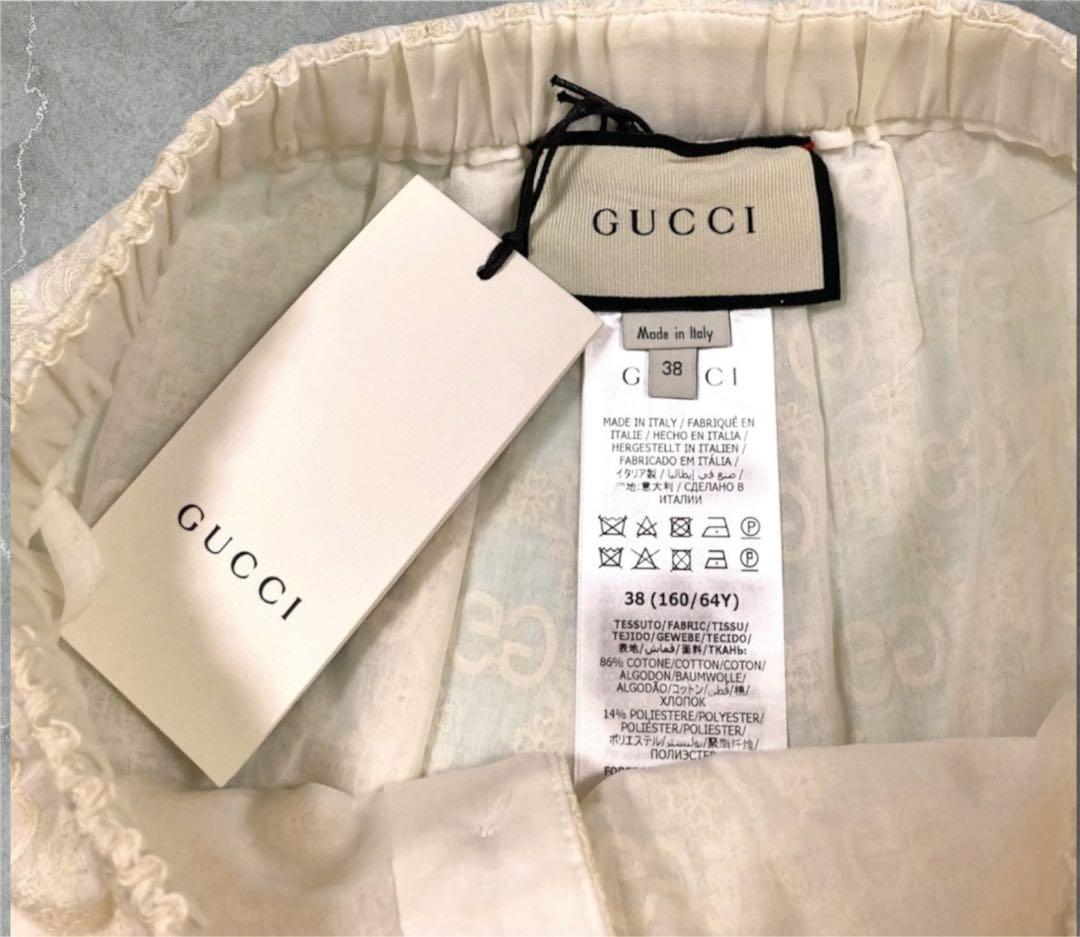 GUCCI
GUCCI
Made in Italy
38
G CI
MADE IN ITALY / FABRIQUÉ EN
ITALIE / HECHO EN ITALIA /
HERGESTELLT IN ITALIEN /
FABRICADO EM ITÁLIA /
イタリア製 / صنع في إيطاليا /
地:意大利 / СДЕЛАНО В
ИТАЛИИ
38 (160/64Y)
TESSUTO/FABRIC/TISSU/
TEJIDO/GEWEBE/TECIDO/
表地/قماش/面料/ТКАНЬ:
86% COTONE/COTTON/COTON/
ALGODON/BAUMWOLLE/
ALGODÃO/コットン/قطن/棉/
ХЛОПОК
14% POLIESTERE/POLYESTER/
POLIÉSTER/POLYESTER/
ポリエステル/بوليستر/聚酯纤维/
ПОЛИЭСТЕР